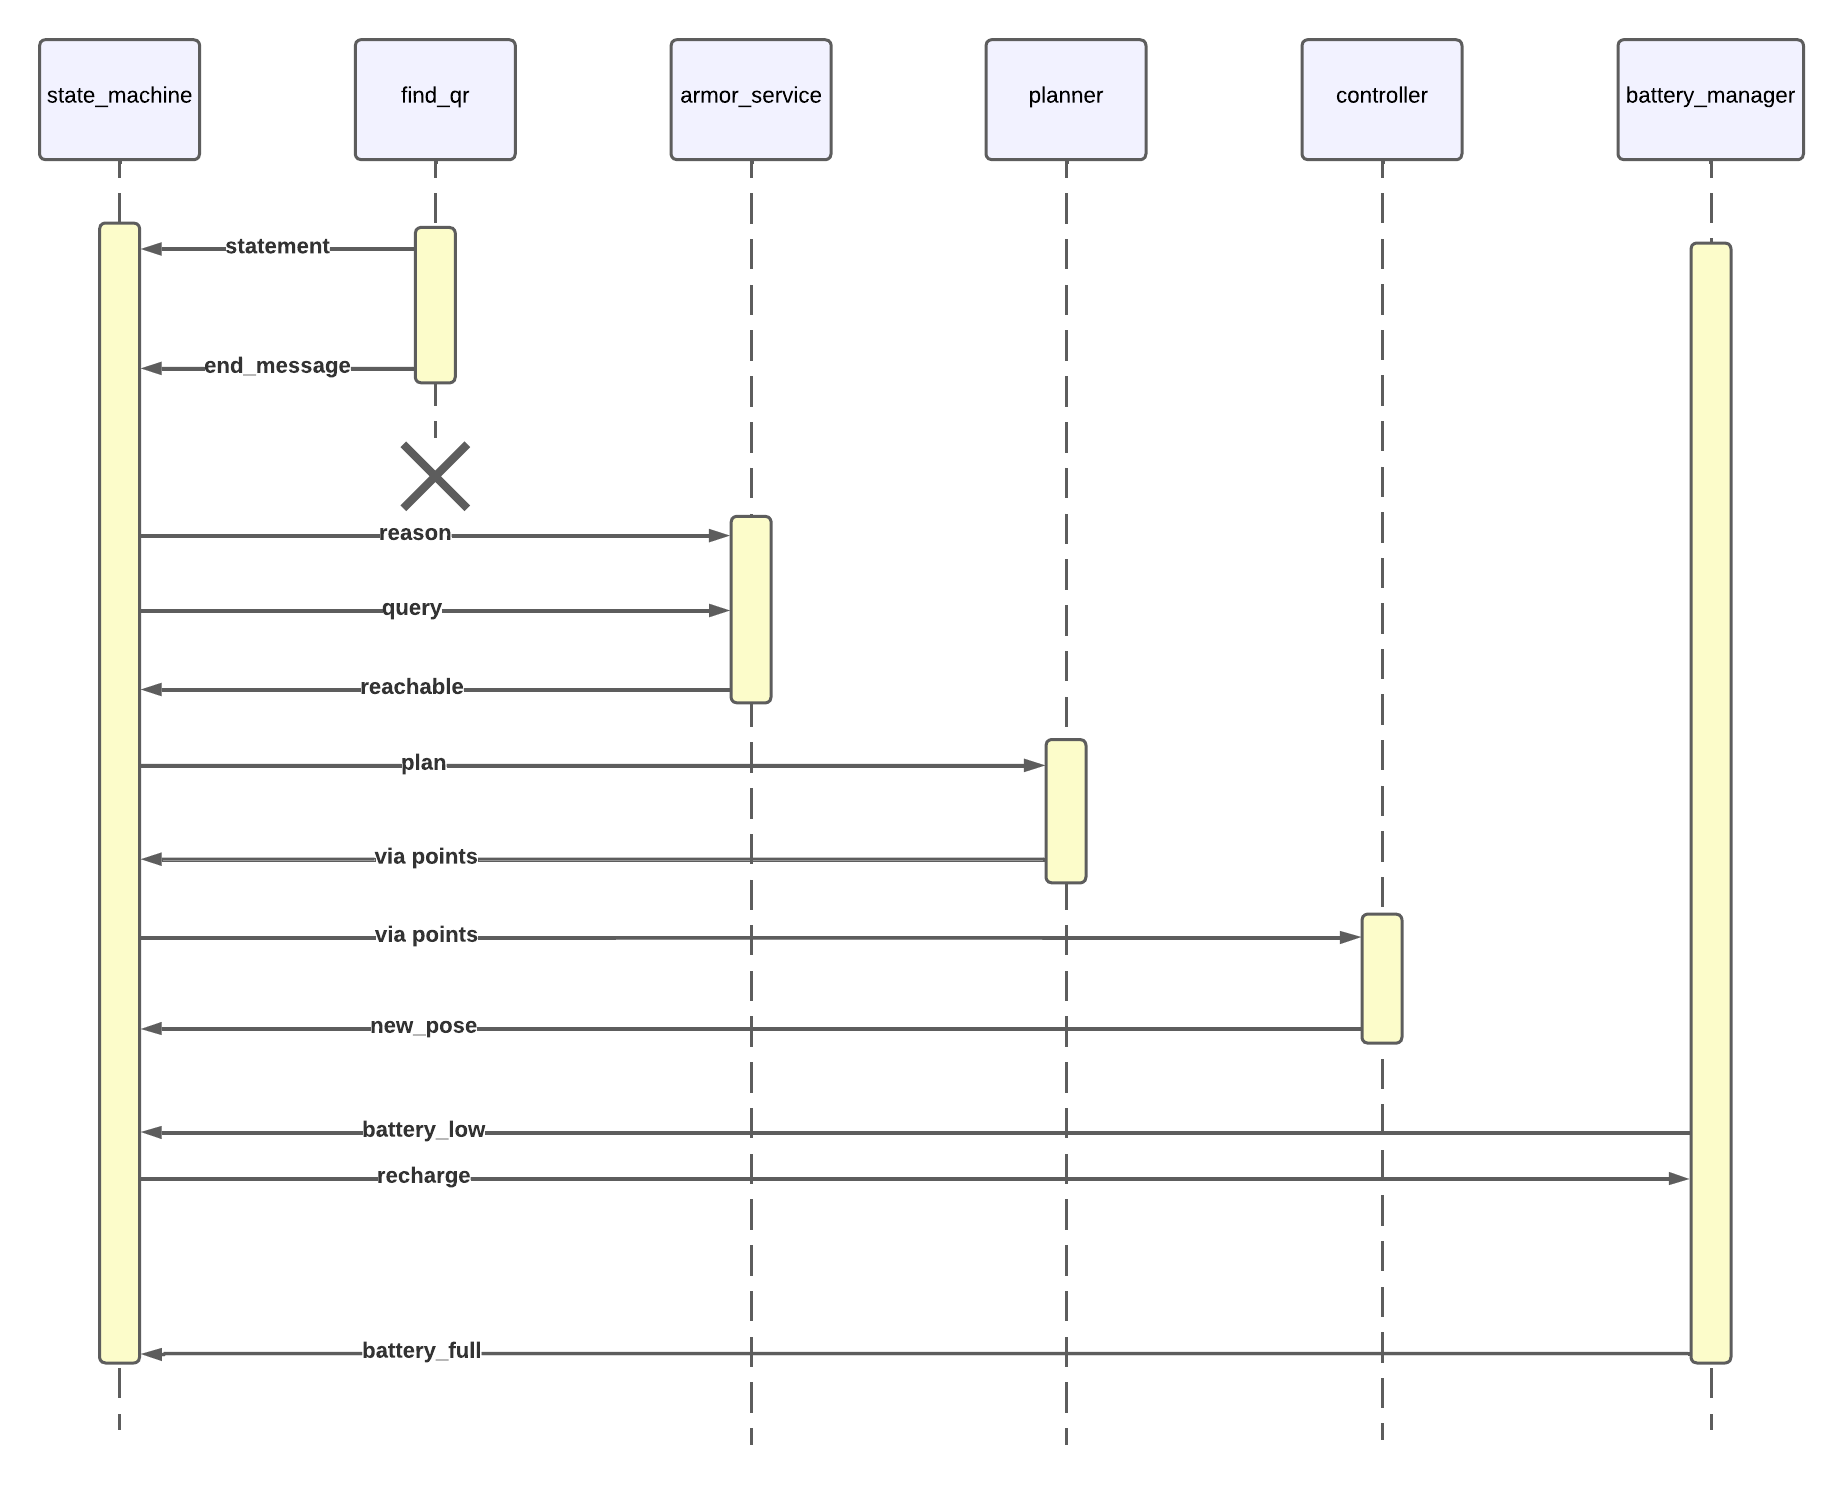 state_machine
find_qr
armor_service
planner
controller
battery_manager
statement
end_message
reason
query
reachable
plan
via points
via points
new_pose
battery_low
recharge
battery_full